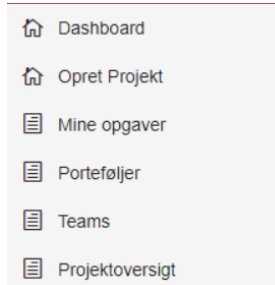 Dashboard
Opret Projekt
Mine opgaver
Porteføljer
Teams
Projektoversigt